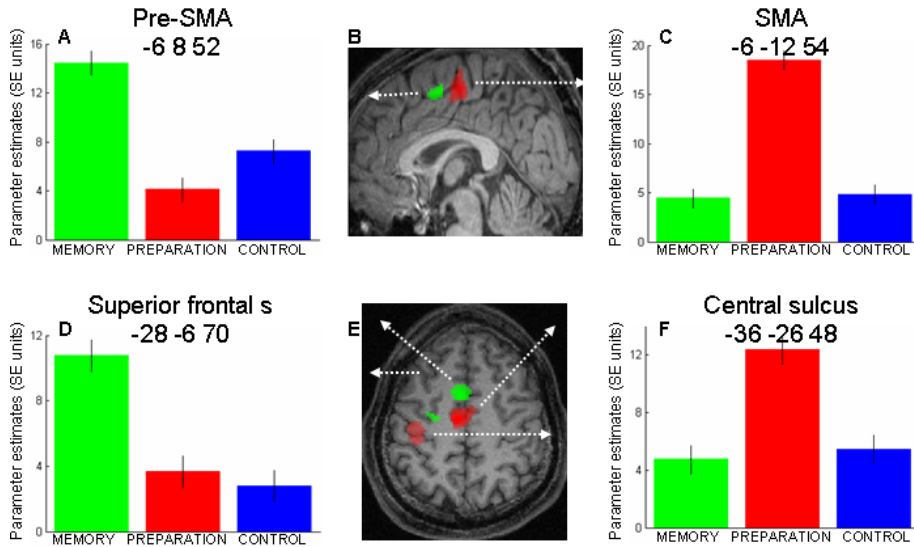 Pre-SMA
A
-6 8 52
Parameter estimates (SE units)
16
12
8
4
0
MEMORY PREPARATION CONTROL
B
SMA
C
-6 -12 54
Parameter estimates (SE units)
20
15
10
5
0
MEMORY PREPARATION CONTROL
Superior frontal s
D
-28 -6 70
Parameter estimates (SE units)
12
8
4
0
MEMORY PREPARATION CONTROL
E
Central sulcus
F
-36 -26 48
Parameter estimates (SE units)
12
8
4
0
MEMORY PREPARATION CONTROL